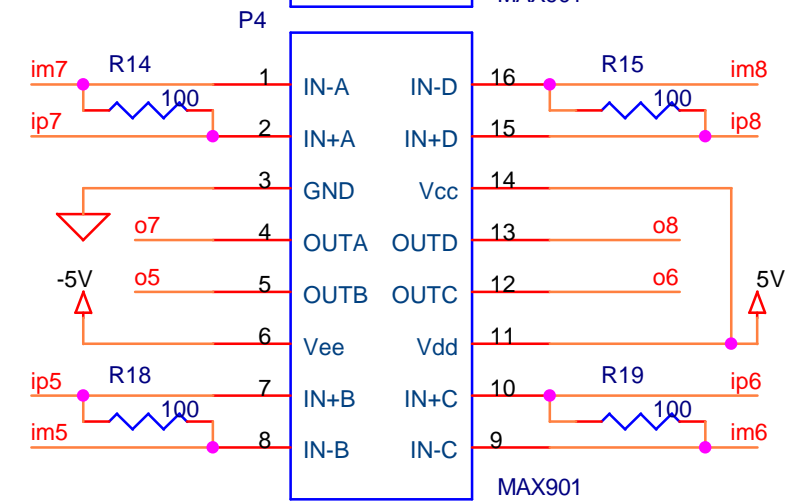 MAX901
P4
im7 R14 1 IN-A IN-D 16 R15 im8
100 100
ip7 2 IN+A IN+D 15 ip8
3 GND Vcc 14
o7 4 OUTA OUTD 13 o8
-5V o5 5 OUTB OUTC 12 o6 5V
6 Vee Vdd 11
ip5 R18 7 IN+B IN+C 10 R19 ip6
100 100
im5 8 IN-B IN-C 9 im6
MAX901